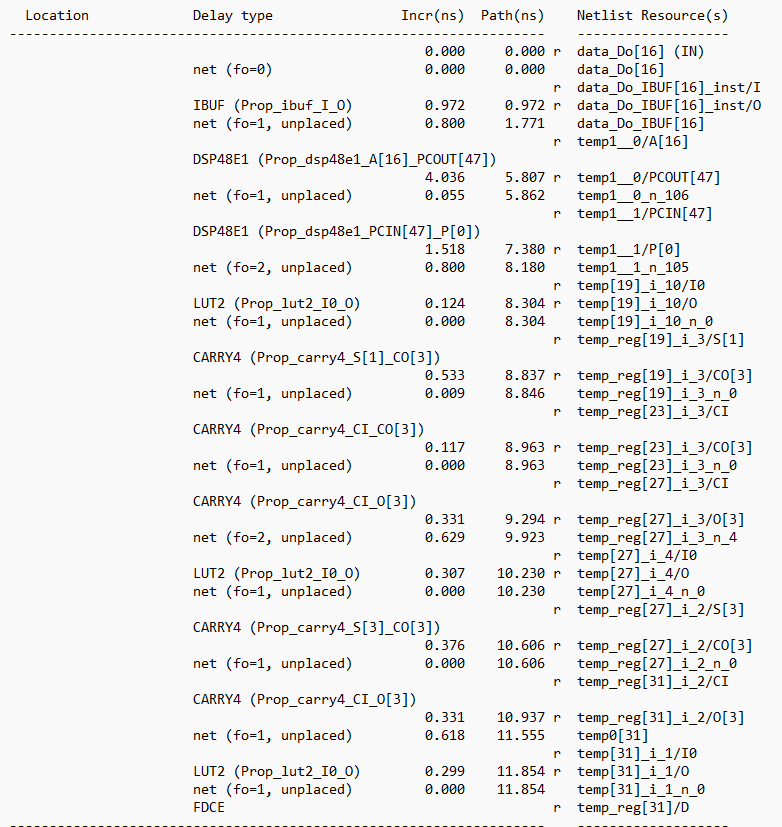 Location Delay type Incr(ns) Path(ns) Netlist Resource(s)
------------------------------------------------------------------- -------------------
0.000 0.000 r data_Do[16] (IN)
net (fo=0) 0.000 0.000 data_Do[16]
r data_Do_IBUF[16]_inst/I
IBUF (Prop_ibuf_I_O) 0.972 0.972 r data_Do_IBUF[16]_inst/O
net (fo=1, unplaced) 0.800 1.771 data_Do_IBUF[16]
r temp1__0/A[16]
DSP48E1 (Prop_dsp48e1_A[16]_PCOUT[47])
4.036 5.807 r temp1__0/PCOUT[47]
net (fo=1, unplaced) 0.055 5.862 temp1__0_n_106
r temp1__1/PCIN[47]
DSP48E1 (Prop_dsp48e1_PCIN[47]_P[0])
1.518 7.380 r temp1__1/P[0]
net (fo=2, unplaced) 0.800 8.180 temp1__1_n_105
r temp[19]_i_10/I0
LUT2 (Prop_lut2_I0_O) 0.124 8.304 r temp[19]_i_10/O
net (fo=1, unplaced) 0.000 8.304 temp[19]_i_10_n_0
r temp_reg[19]_i_3/S[1]
CARRY4 (Prop_carry4_S[1]_CO[3])
0.533 8.837 r temp_reg[19]_i_3/CO[3]
net (fo=1, unplaced) 0.009 8.846 temp_reg[19]_i_3_n_0
r temp_reg[23]_i_3/CI
CARRY4 (Prop_carry4_CI_CO[3])
0.117 8.963 r temp_reg[23]_i_3/CO[3]
net (fo=1, unplaced) 0.000 8.963 temp_reg[23]_i_3_n_0
r temp_reg[27]_i_3/CI
CARRY4 (Prop_carry4_CI_O[3])
0.331 9.294 r temp_reg[27]_i_3/O[3]
net (fo=2, unplaced) 0.629 9.923 temp_reg[27]_i_3_n_4
r temp[27]_i_4/I0
LUT2 (Prop_lut2_I0_O) 0.307 10.230 r temp[27]_i_4/O
net (fo=1, unplaced) 0.000 10.230 temp[27]_i_4_n_0
r temp_reg[27]_i_2/S[3]
CARRY4 (Prop_carry4_S[3]_CO[3])
0.376 10.606 r temp_reg[27]_i_2/CO[3]
net (fo=1, unplaced) 0.000 10.606 temp_reg[27]_i_2_n_0
r temp_reg[31]_i_2/CI
CARRY4 (Prop_carry4_CI_O[3])
0.331 10.937 r temp_reg[31]_i_2/O[3]
net (fo=1, unplaced) 0.618 11.555 temp0[31]
r temp[31]_i_1/I0
LUT2 (Prop_lut2_I0_O) 0.299 11.854 r temp[31]_i_1/O
net (fo=1, unplaced) 0.000 11.854 temp[31]_i_1_n_0
FDCE r temp_reg[31]/D
------------------------------------------------------------------- -------------------